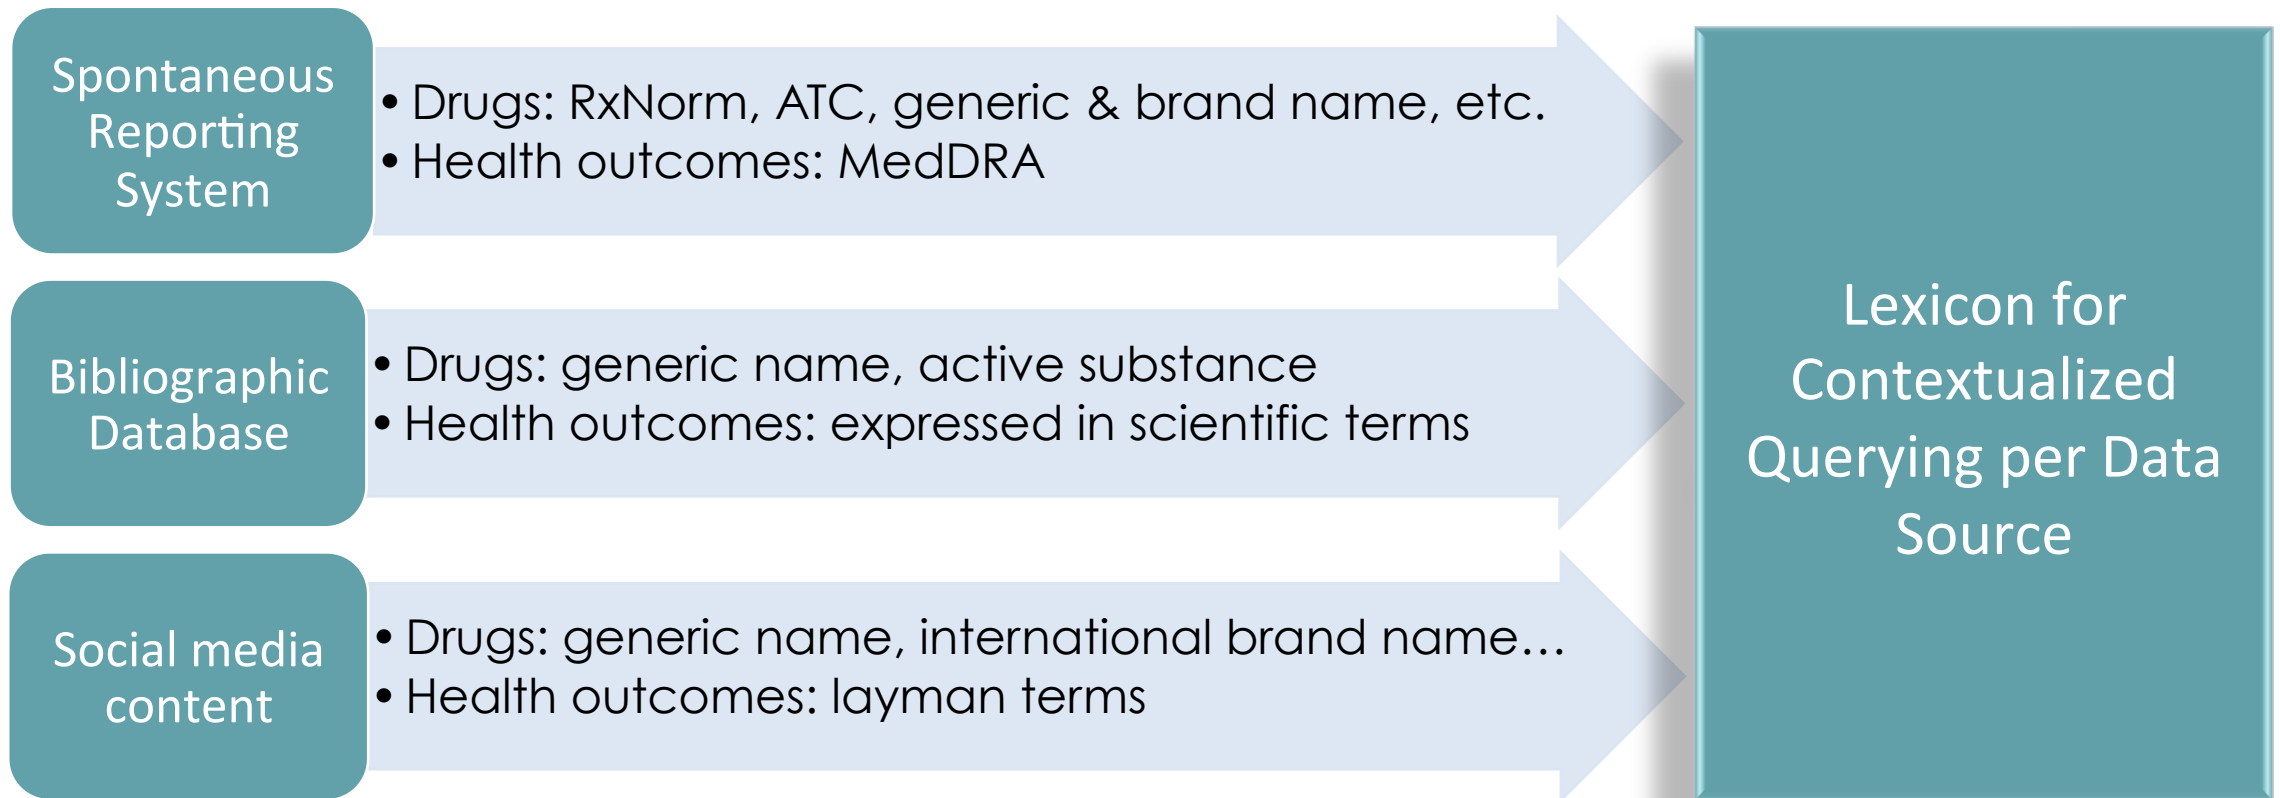 Spontaneous
Reporting
System
• Drugs: RxNorm, ATC, generic & brand name, etc.
• Health outcomes: MedDRA
Bibliographic
Database
• Drugs: generic name, active substance
• Health outcomes: expressed in scientific terms
Social media
content
• Drugs: generic name, international brand name…
• Health outcomes: layman terms
Lexicon for
Contextualized
Querying per Data
Source